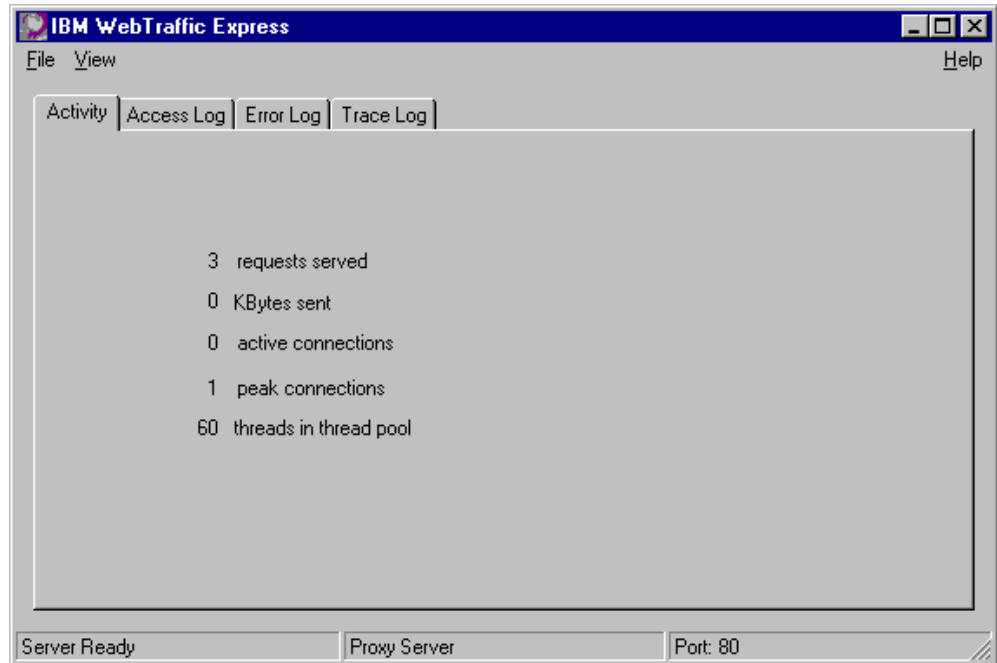 IBM WebTraffic Express
File View Help
Activity Access Log Error Log Trace Log
3 requests served
0 KBytes sent
0 active connections
1 peak connections
60 threads in thread pool
Server Ready Proxy Server Port: 80